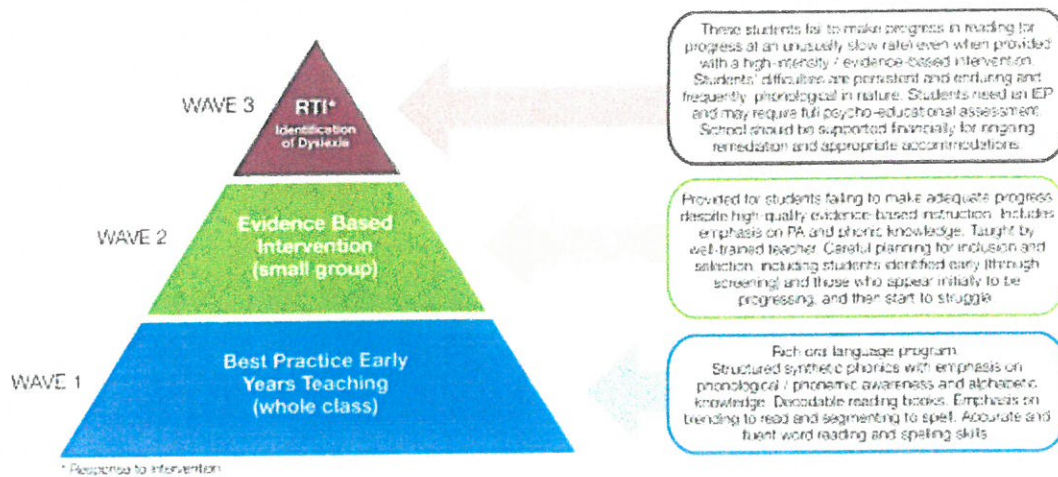 WAVE 3
RTI*
Identification
of Dyslexia
These students fail to make progress in reading (or
progress at an unusually slow rate) even when provided
with a high-intensity / evidence-based intervention.
Students' difficulties are persistent and enduring and
frequently phonological in nature. Students need an IEP
and may require full psycho-educational assessment.
School should be supported financially for ongoing
remediation and appropriate accommodations.
WAVE 2
Evidence Based
Intervention
(small group)
Provided for students failing to make adequate progress
despite high-quality evidence-based instruction. Includes
emphasis on PA and phonic knowledge. Taught by
well-trained teacher. Careful planning for inclusion and
selection, including students identified early (through
screening) and those who appear initially to be
progressing, and then start to struggle.
WAVE 1
Best Practice Early
Years Teaching
(whole class)
Rich oral language program.
Structured synthetic phonics with emphasis on
phonological / phonemic awareness and alphabetic
knowledge. Decodable reading books. Emphasis on
blending to read and segmenting to spell. Accurate and
fluent word reading and spelling skills.
* Response to Intervention